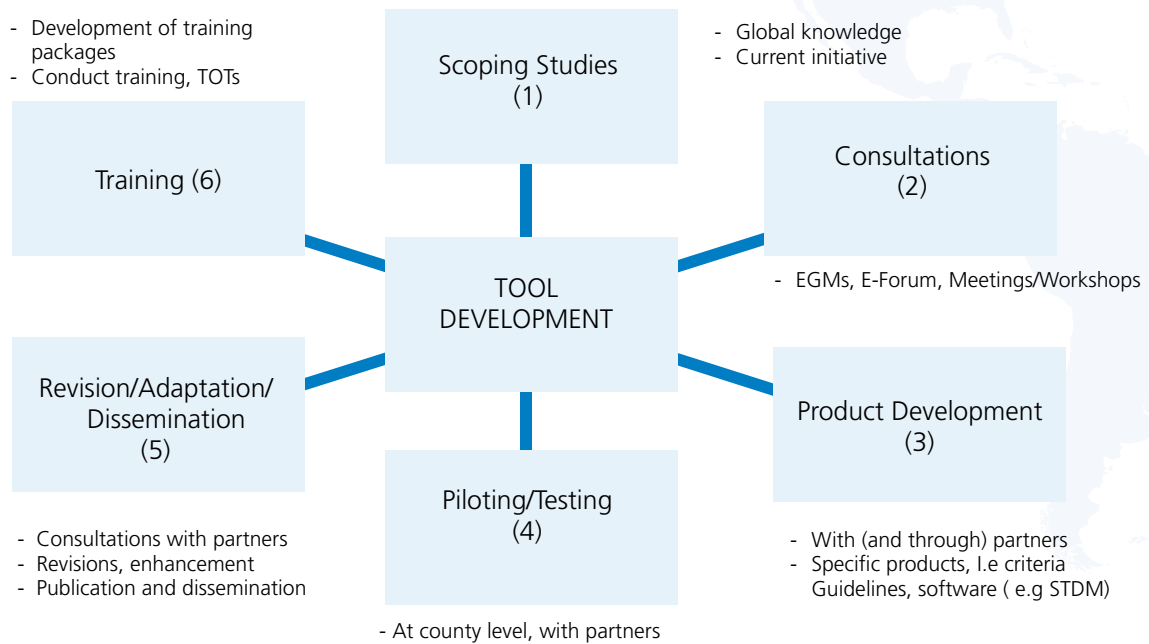 - Development of training
packages
- Conduct training, TOTs
Scoping Studies
(1)
- Global knowledge
- Current initiative
Training (6)
Consultations
(2)
- EGMs, E-Forum, Meetings/Workshops
TOOL
DEVELOPMENT
Revision/Adaptation/
Dissemination
(5)
- Consultations with partners
- Revisions, enhancement
- Publication and dissemination
Product Development
(3)
- With (and through) partners
- Specific products, I.e criteria
Guidelines, software ( e.g STDM)
Piloting/Testing
(4)
- At county level, with partners